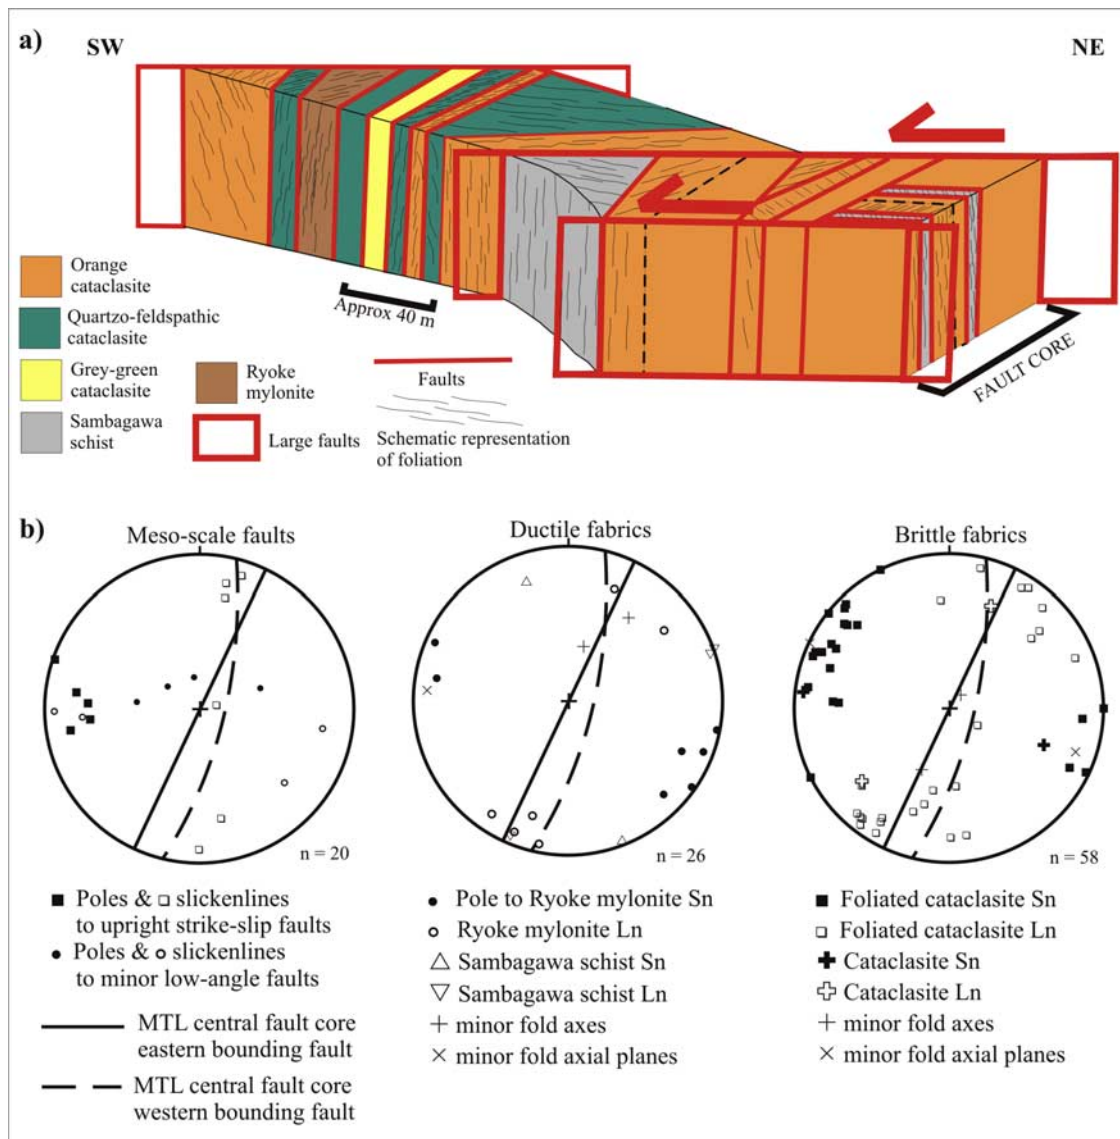 a)
SW
NE
Orange
cataclasite
Quartzo-feldspathic
cataclasite
Grey-green
cataclasite
Sambagawa
schist
Ryoke
mylonite
Large faults
Approx 40 m
Faults
Schematic representation
of foliation
FAULT CORE
b)
Meso-scale faults
n = 20
Poles & slickenlines
to upright strike-slip faults
Poles & slickenlines
to minor low-angle faults
MTL central fault core
eastern bounding fault
MTL central fault core
western bounding fault
Ductile fabrics
n = 26
Pole to Ryoke mylonite Sn
Ryoke mylonite Ln
Sambagawa schist Sn
Sambagawa schist Ln
minor fold axes
minor fold axial planes
Brittle fabrics
n = 58
Foliated cataclasite Sn
Foliated cataclasite Ln
Cataclasite Sn
Cataclasite Ln
minor fold axes
minor fold axial planes